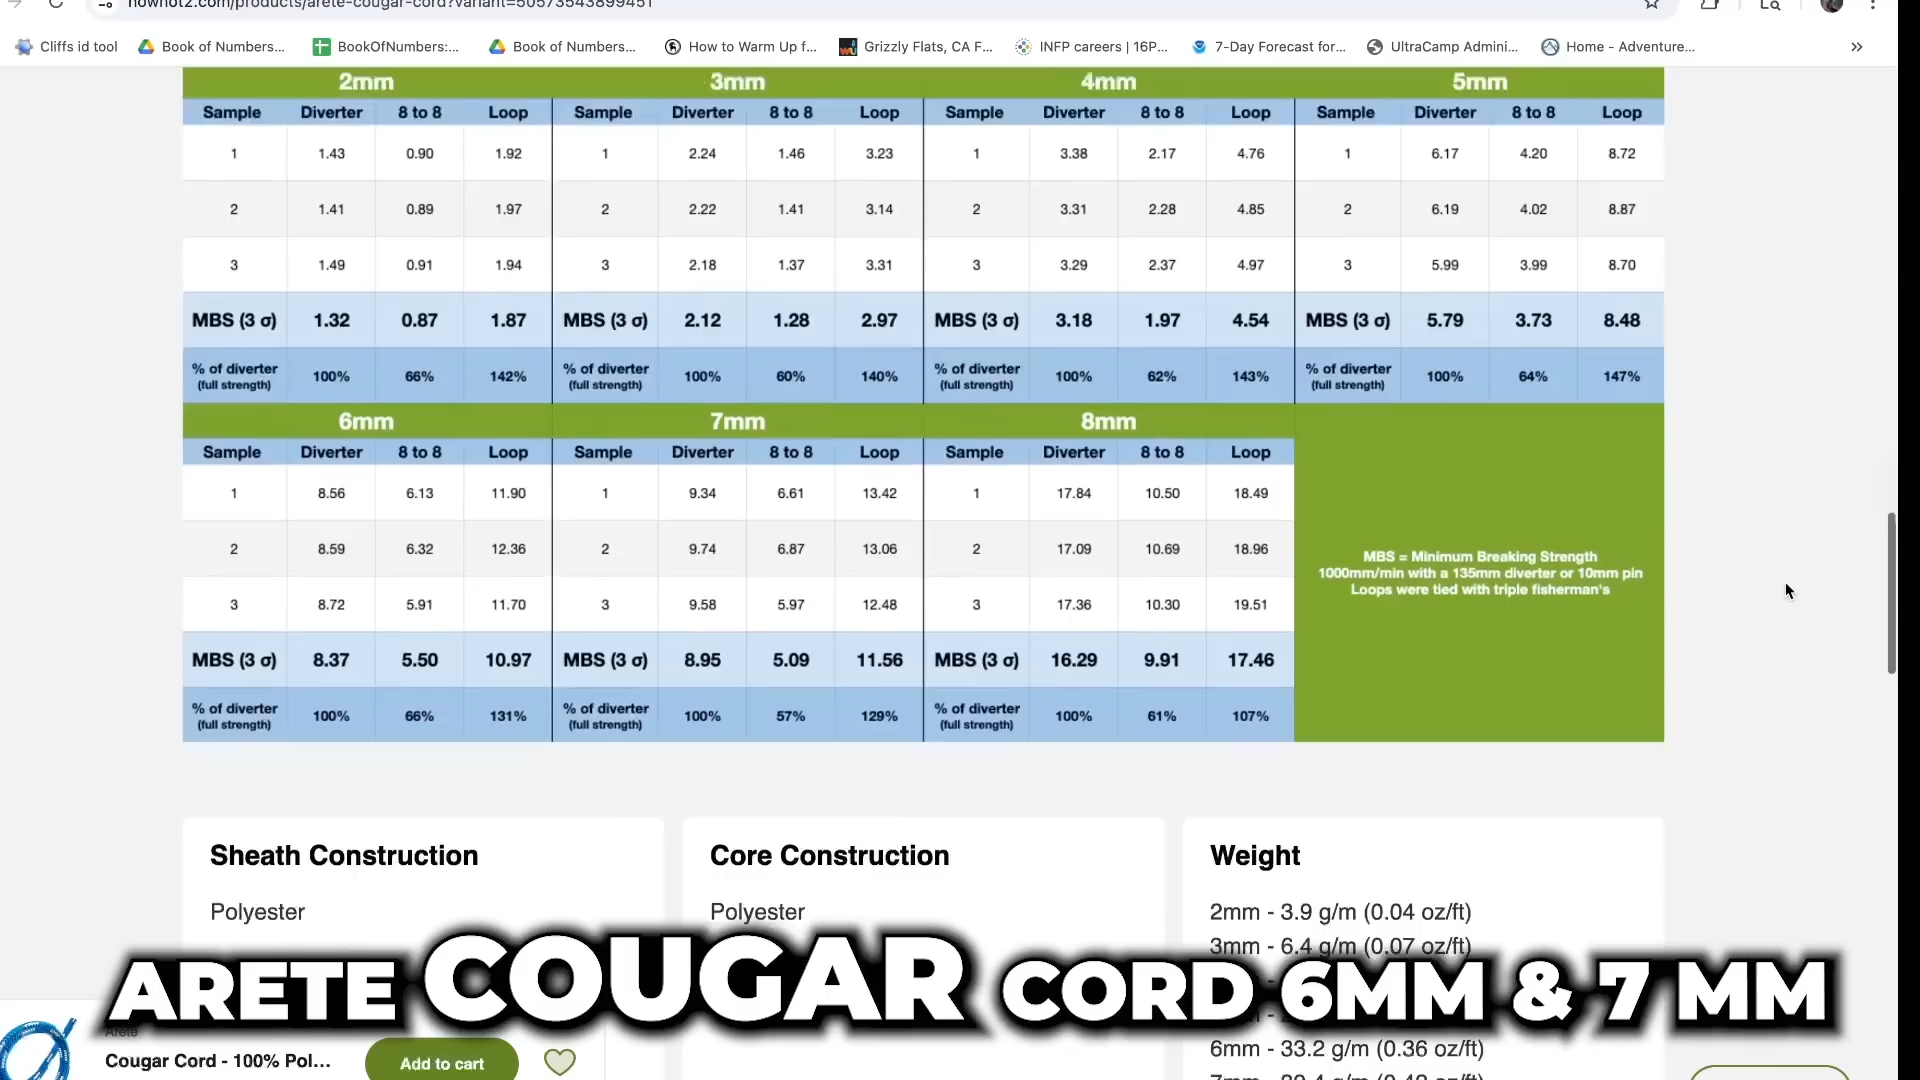 hownot2.com/products/arete-cougar-cord?variant=50573543899451
Cliffs id tool Book of Numbers... BookOfNumbers:... Book of Numbers... How to Warm Up f... Grizzly Flats, CA F... INFP careers | 16P... 7-Day Forecast for... UltraCamp Admini... Home - Adventure... »
2mm 3mm 4mm 5mm
Sample Diverter 8 to 8 Loop Sample Diverter 8 to 8 Loop Sample Diverter 8 to 8 Loop Sample Diverter 8 to 8 Loop
1 1.43 0.90 1.92 1 2.24 1.46 3.23 1 3.38 2.17 4.76 1 6.17 4.20 8.72
2 1.41 0.89 1.97 2 2.22 1.41 3.14 2 3.31 2.28 4.85 2 6.19 4.02 8.87
3 1.49 0.91 1.94 3 2.18 1.37 3.31 3 3.29 2.37 4.97 3 5.99 3.99 8.70
MBS (3 σ) 1.32 0.87 1.87 MBS (3 σ) 2.12 1.28 2.97 MBS (3 σ) 3.18 1.97 4.54 MBS (3 σ) 5.79 3.73 8.48
% of diverter (full strength) 100% 66% 142% % of diverter (full strength) 100% 60% 140% % of diverter (full strength) 100% 62% 143% % of diverter (full strength) 100% 64% 147%
6mm 7mm 8mm
Sample Diverter 8 to 8 Loop Sample Diverter 8 to 8 Loop Sample Diverter 8 to 8 Loop
1 8.56 6.13 11.90 1 9.34 6.61 13.42 1 17.84 10.50 18.49
2 8.59 6.32 12.36 2 9.74 6.87 13.06 2 17.09 10.69 18.96
3 8.72 5.91 11.70 3 9.58 5.97 12.48 3 17.36 10.30 19.51
MBS (3 σ) 8.37 5.50 10.97 MBS (3 σ) 8.95 5.09 11.56 MBS (3 σ) 16.29 9.91 17.46
% of diverter (full strength) 100% 66% 131% % of diverter (full strength) 100% 57% 129% % of diverter (full strength) 100% 61% 107%
MBS = Minimum Breaking Strength
1000mm/min with a 135mm diverter or 10mm pin
Loops were tied with triple fisherman's
Sheath Construction
Polyester
Core Construction
Polyester
Weight
2mm - 3.9 g/m (0.04 oz/ft)
3mm - 6.4 g/m (0.07 oz/ft)
6mm - 33.2 g/m (0.36 oz/ft)
ARETE COUGAR CORD 6MM & 7 MM
Arete
Cougar Cord - 100% Pol...
Add to cart